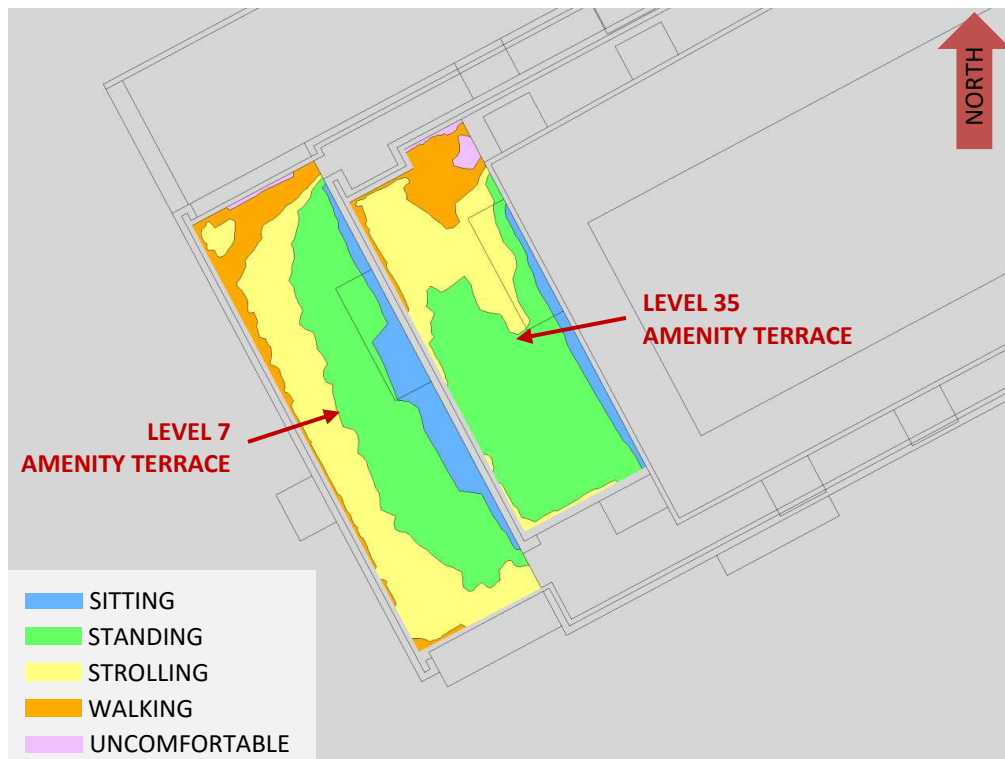 NORTH
LEVEL 35
AMENITY TERRACE
LEVEL 7
AMENITY TERRACE
SITTING
STANDING
STROLLING
WALKING
UNCOMFORTABLE